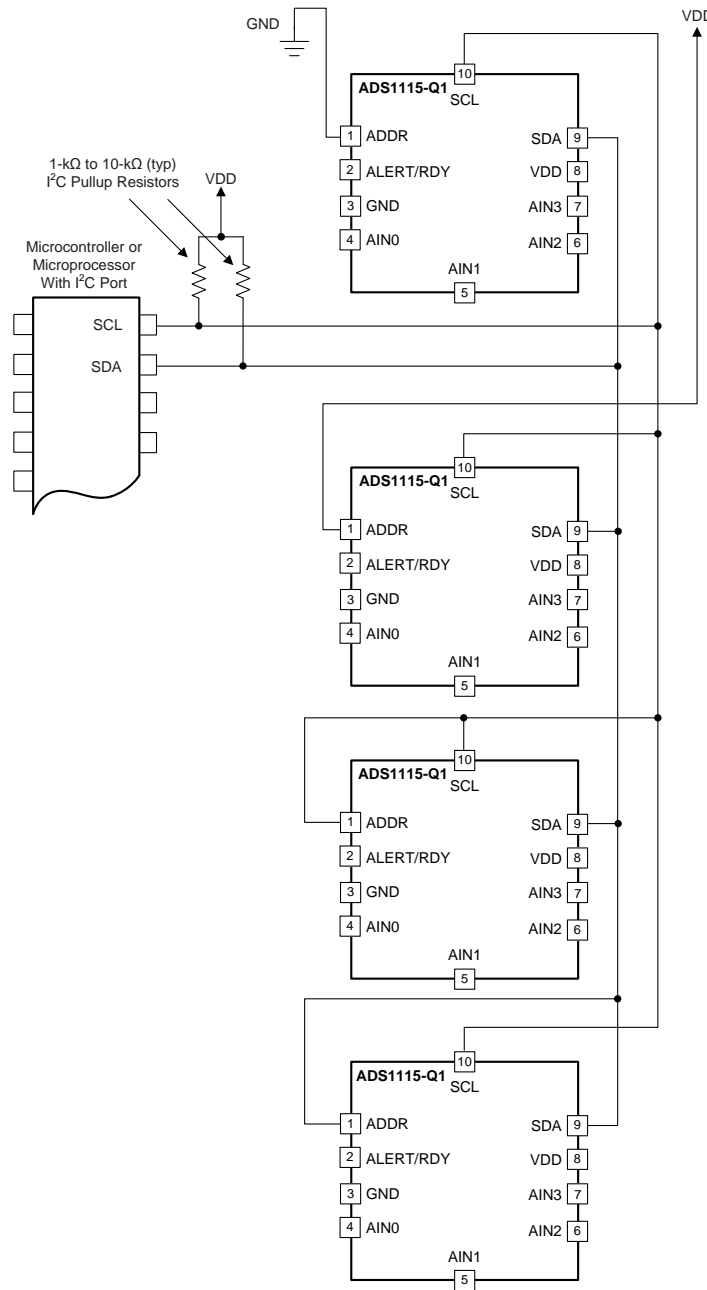 GND
VDD
10
ADS1115-Q1
SCL
1 ADDR
SDA 9
2 ALERT/RDY
VDD 8
3 GND
AIN3 7
4 AIN0
AIN2 6
AIN1
5
1-kΩ to 10-kΩ (typ)
I²C Pullup Resistors
VDD
Microcontroller or
Microprocessor
With I²C Port
SCL
SDA
10
ADS1115-Q1
SCL
1 ADDR
SDA 9
2 ALERT/RDY
VDD 8
3 GND
AIN3 7
4 AIN0
AIN2 6
AIN1
5
10
ADS1115-Q1
SCL
1 ADDR
SDA 9
2 ALERT/RDY
VDD 8
3 GND
AIN3 7
4 AIN0
AIN2 6
AIN1
5
10
ADS1115-Q1
SCL
1 ADDR
SDA 9
2 ALERT/RDY
VDD 8
3 GND
AIN3 7
4 AIN0
AIN2 6
AIN1
5